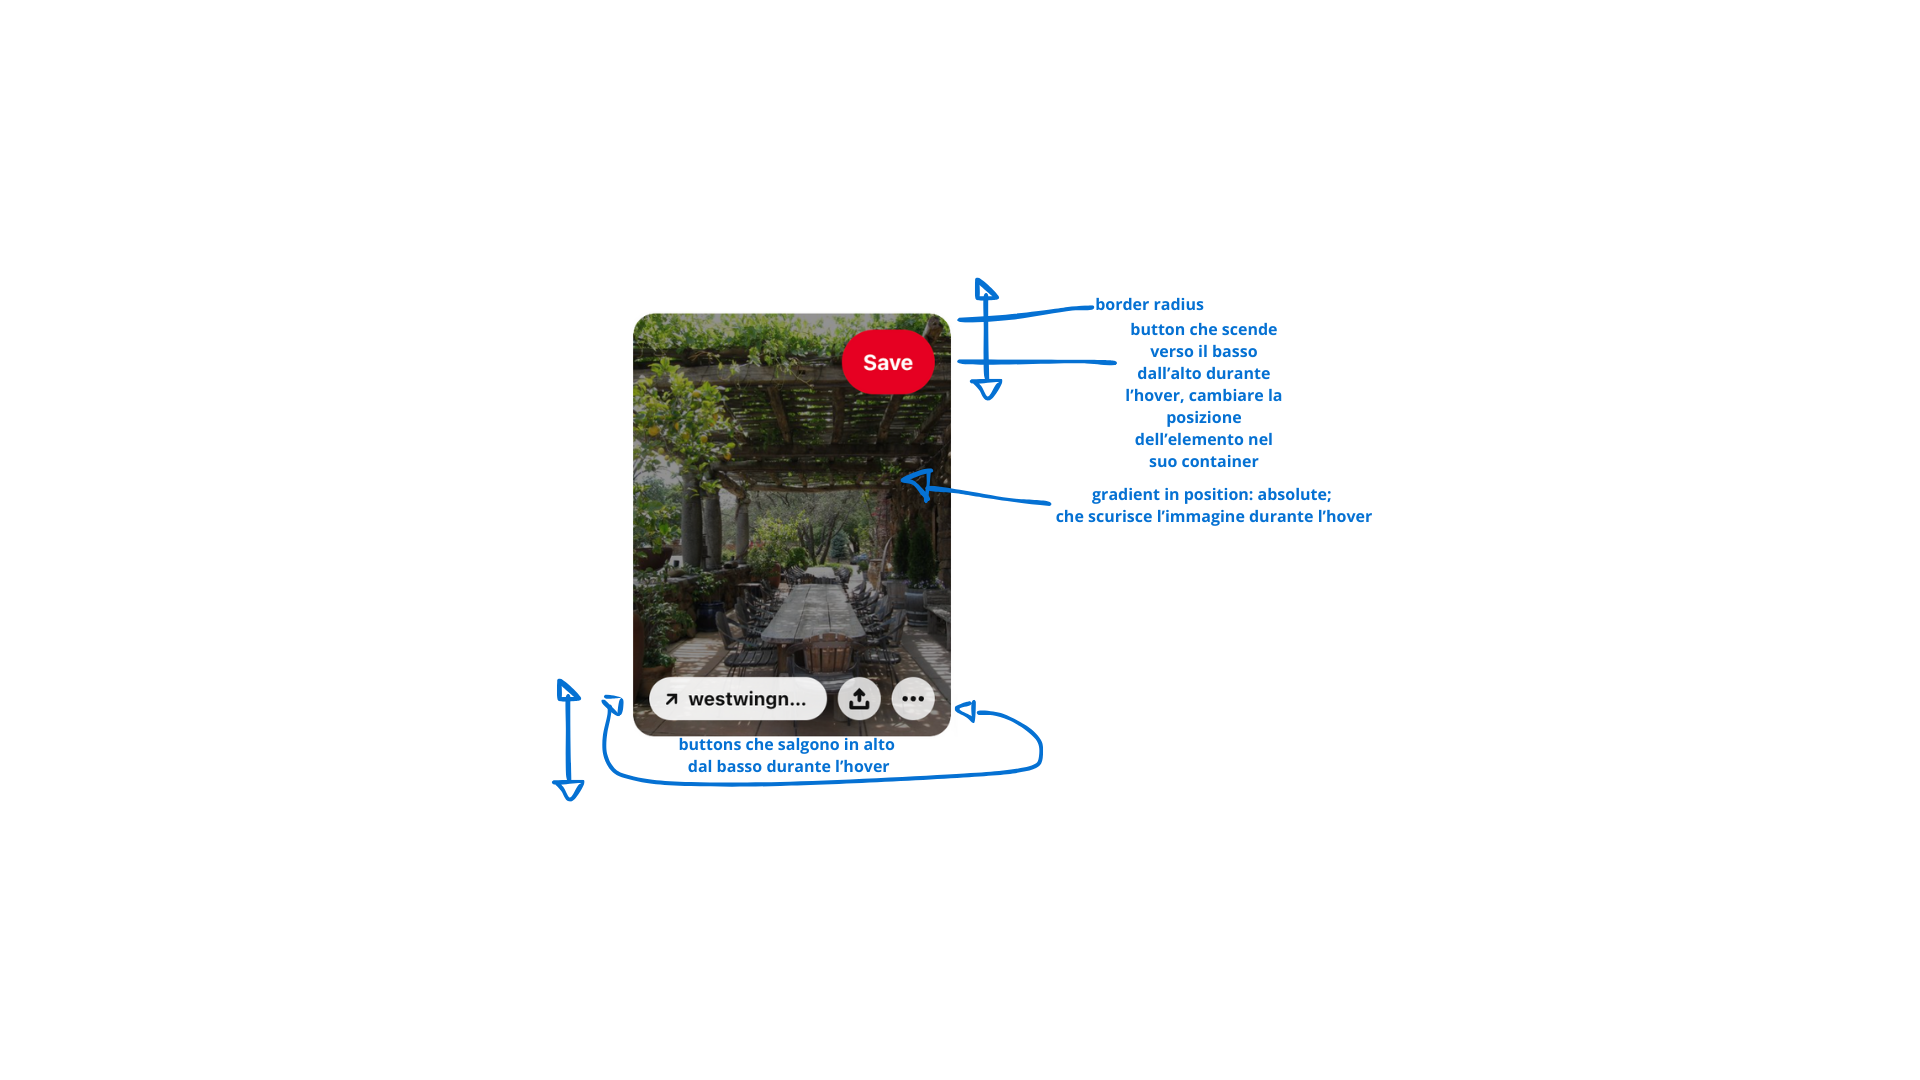 border radius
button che scende
verso il basso
dall'alto durante
l'hover, cambiare la
posizione
dell'elemento nel
suo container
Save
gradient in position: absolute;
che scurisce l'immagine durante l'hover
westwingn...
buttons che salgono in alto
dal basso durante l'hover